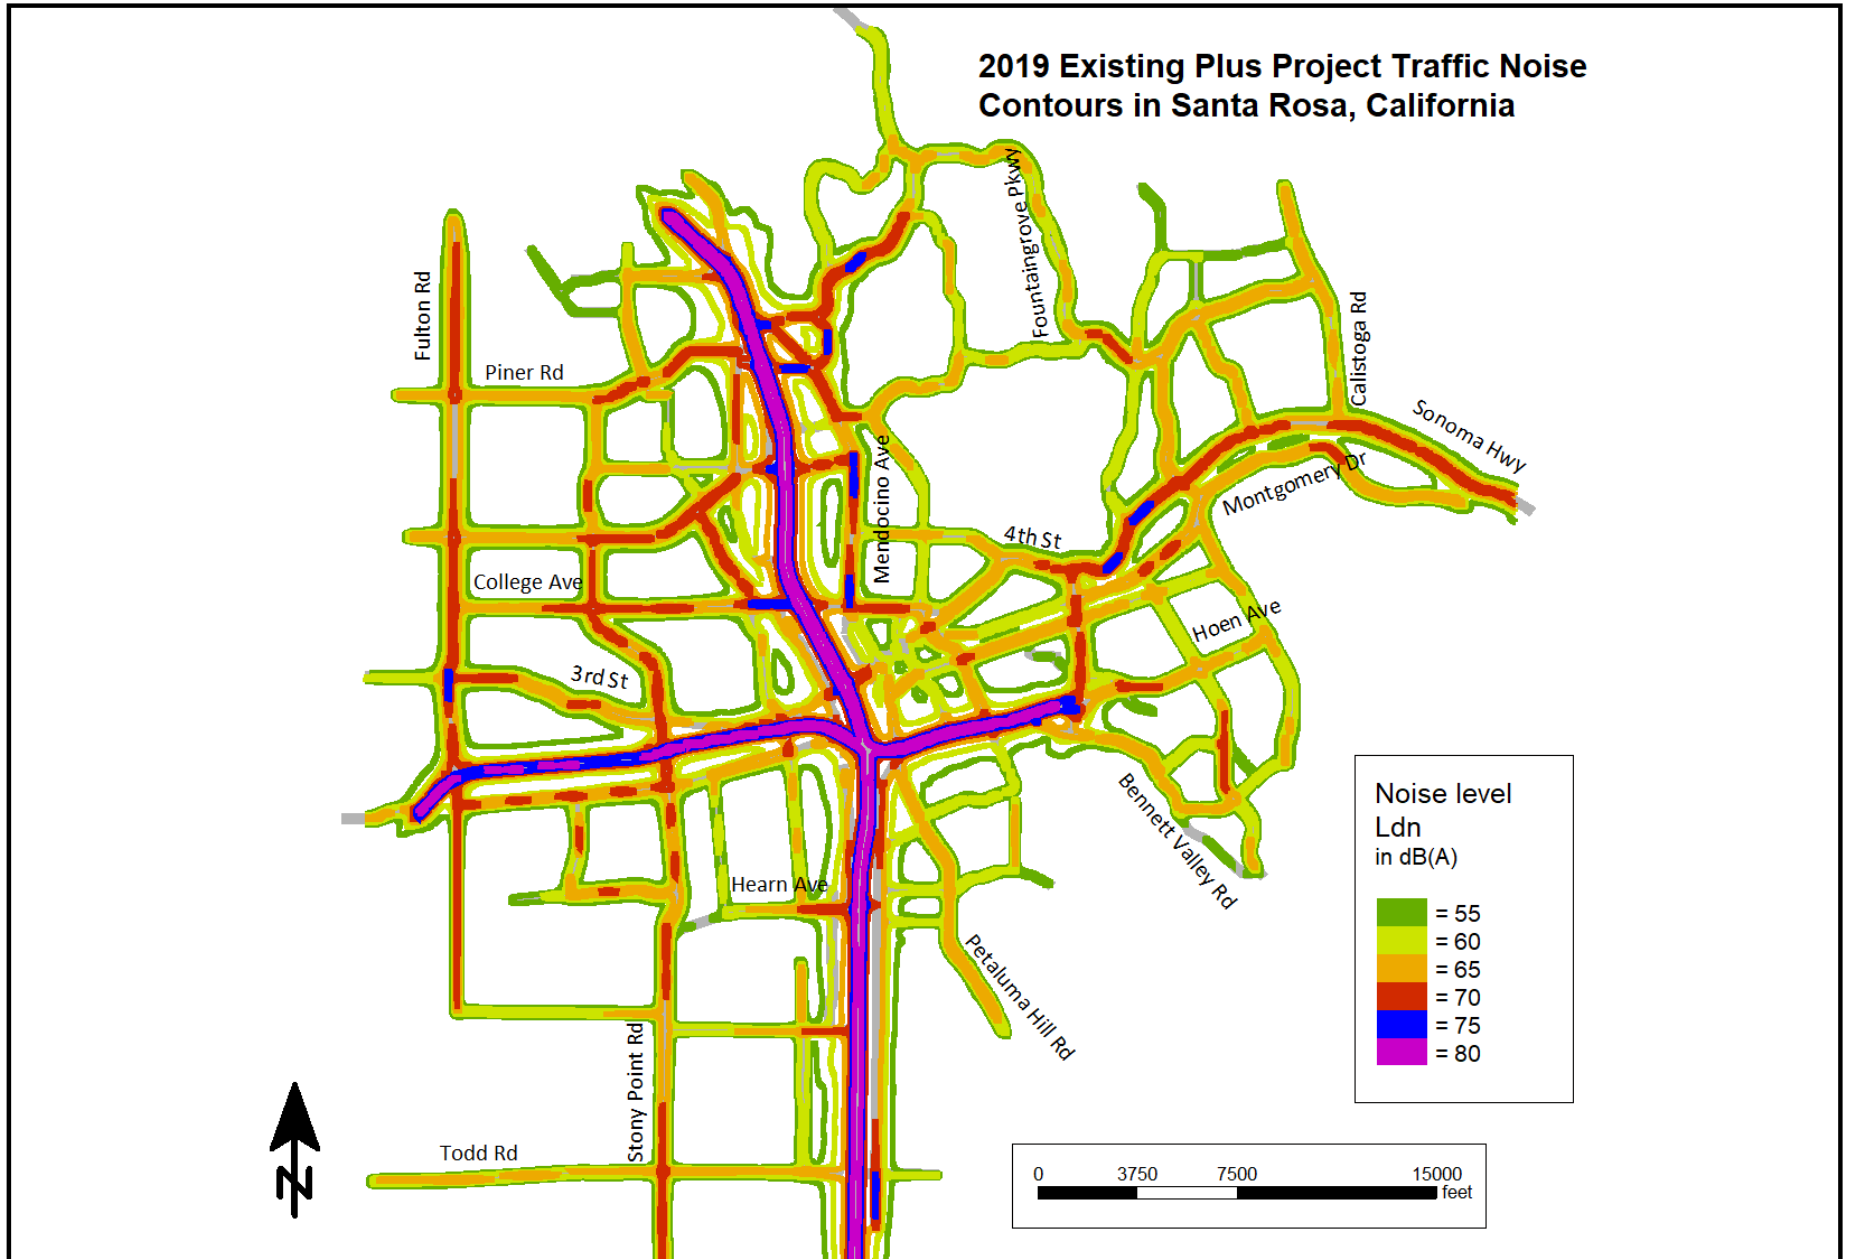 2019 Existing Plus Project Traffic Noise
Contours in Santa Rosa, California
Fountaingrove Pkwy
Fulton Rd
Piner Rd
Calistoga Rd
Sonoma Hwy
Montgomery Dr
Mendocino Ave
4th St
College Ave
Hoen Ave
3rd St
Bennett Valley Rd
Hearn Ave
Petaluma Hill Rd
Stony Point Rd
Todd Rd
N
Noise level
Ldn
in dB(A)
= 55
= 60
= 65
= 70
= 75
= 80
0 3750 7500 15000
feet